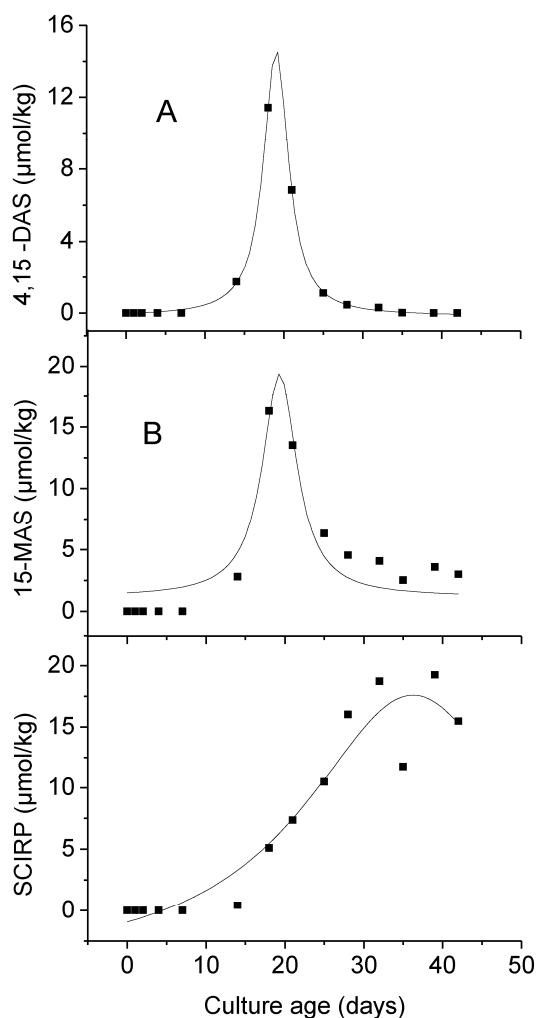 16
12
8
4
0
4,15 -DAS (µmol/kg)
A
20
15
10
5
0
15-MAS (µmol/kg)
B
20
15
10
5
0
SCIRP (µmol/kg)
0 10 20 30 40 50
Culture age (days)